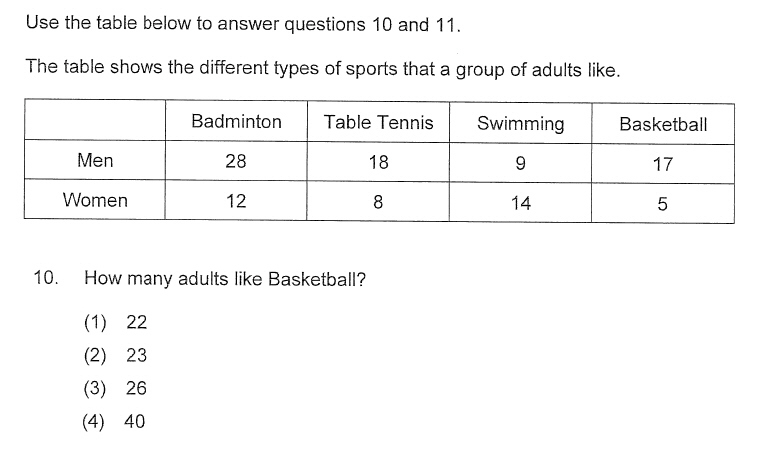 Use the table below to answer questions 10 and 11.
The table shows the different types of sports that a group of adults like.
Badminton Table Tennis Swimming Basketball
Men 28 18 9 17
Women 12 8 14 5
10. How many adults like Basketball?
(1) 22
(2) 23
(3) 26
(4) 40